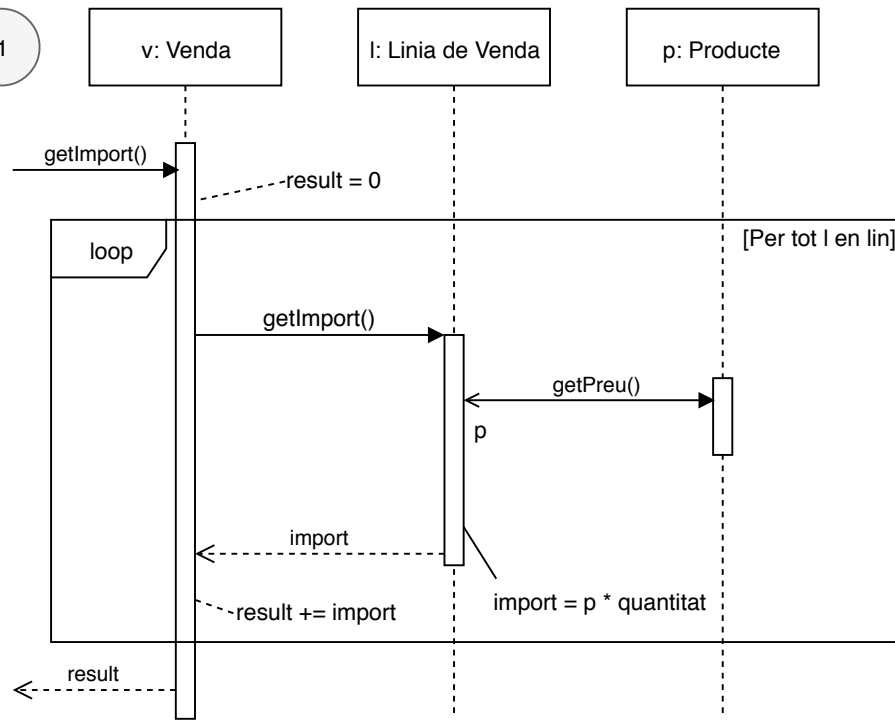 1
v: Venda
l: Linia de Venda
p: Producte
getImport()
result = 0
loop
[Per tot l en lin]
getImport()
getPreu()
p
import
import = p * quantitat
result += import
result